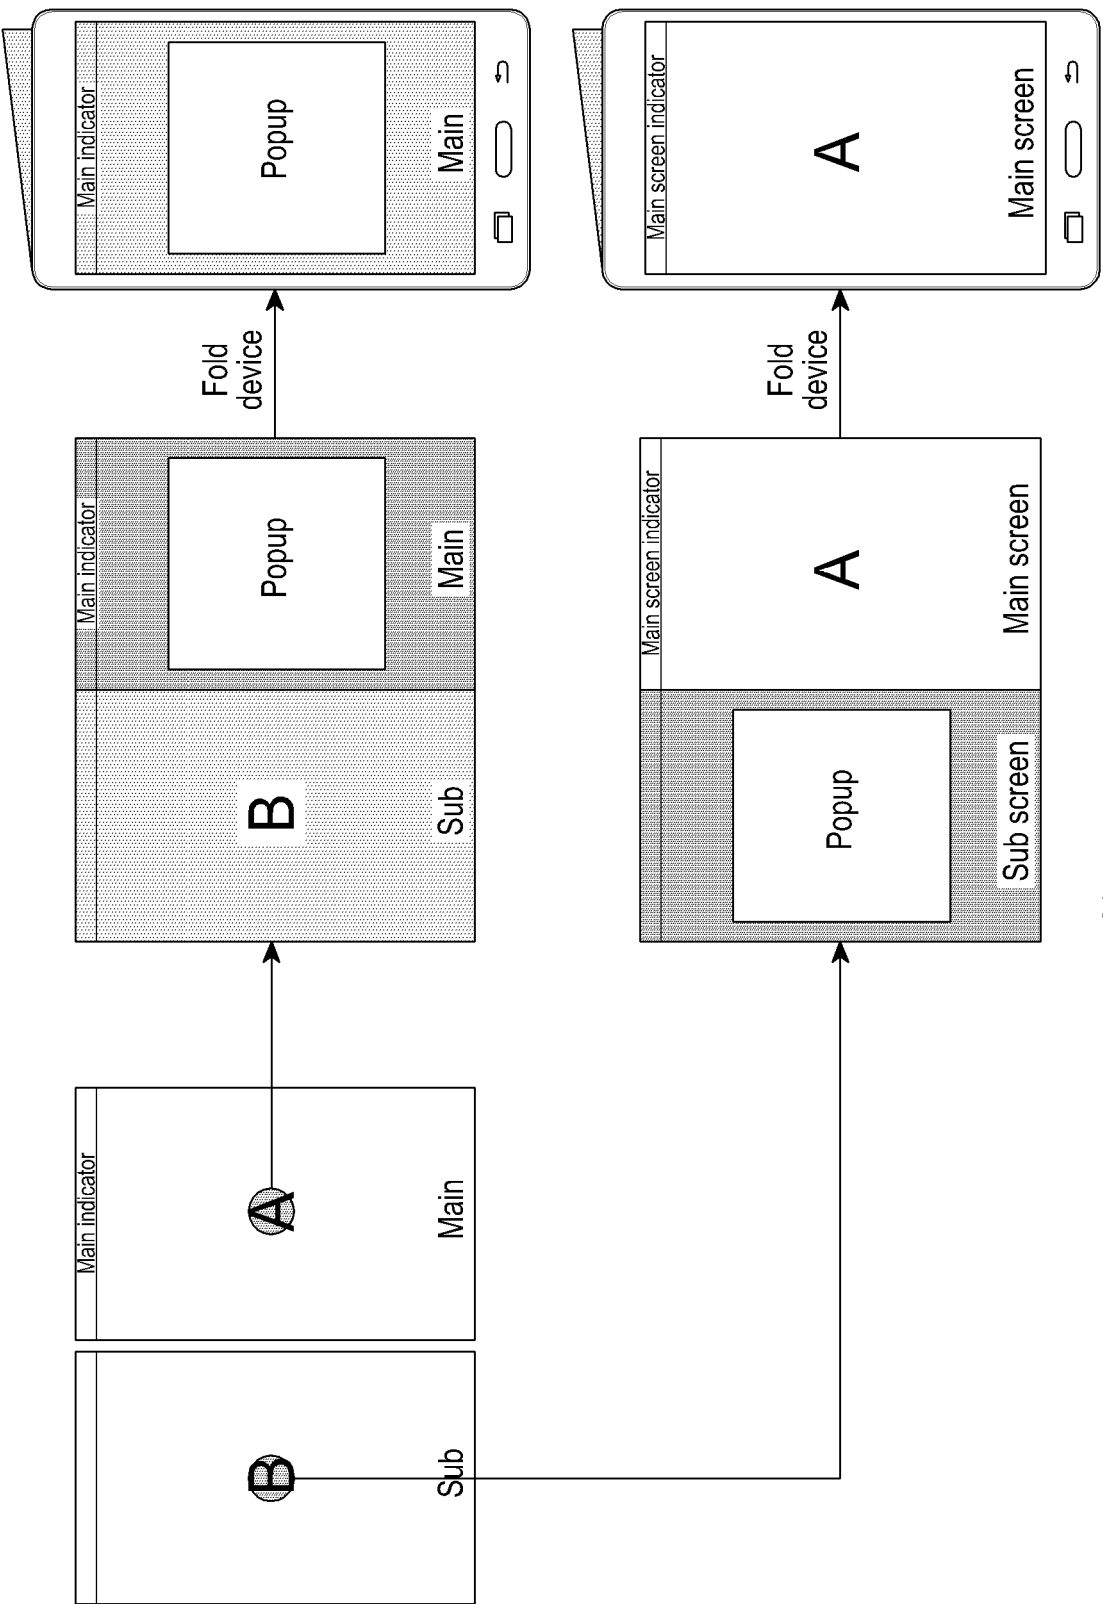 Main indicator
B
A
Sub
Main
Main indicator
B
Popup
Sub
Main
Fold
device
Main indicator
Popup
Main
Main screen indicator
Popup
A
Sub screen
Main screen
Fold
device
Main screen indicator
A
Main screen